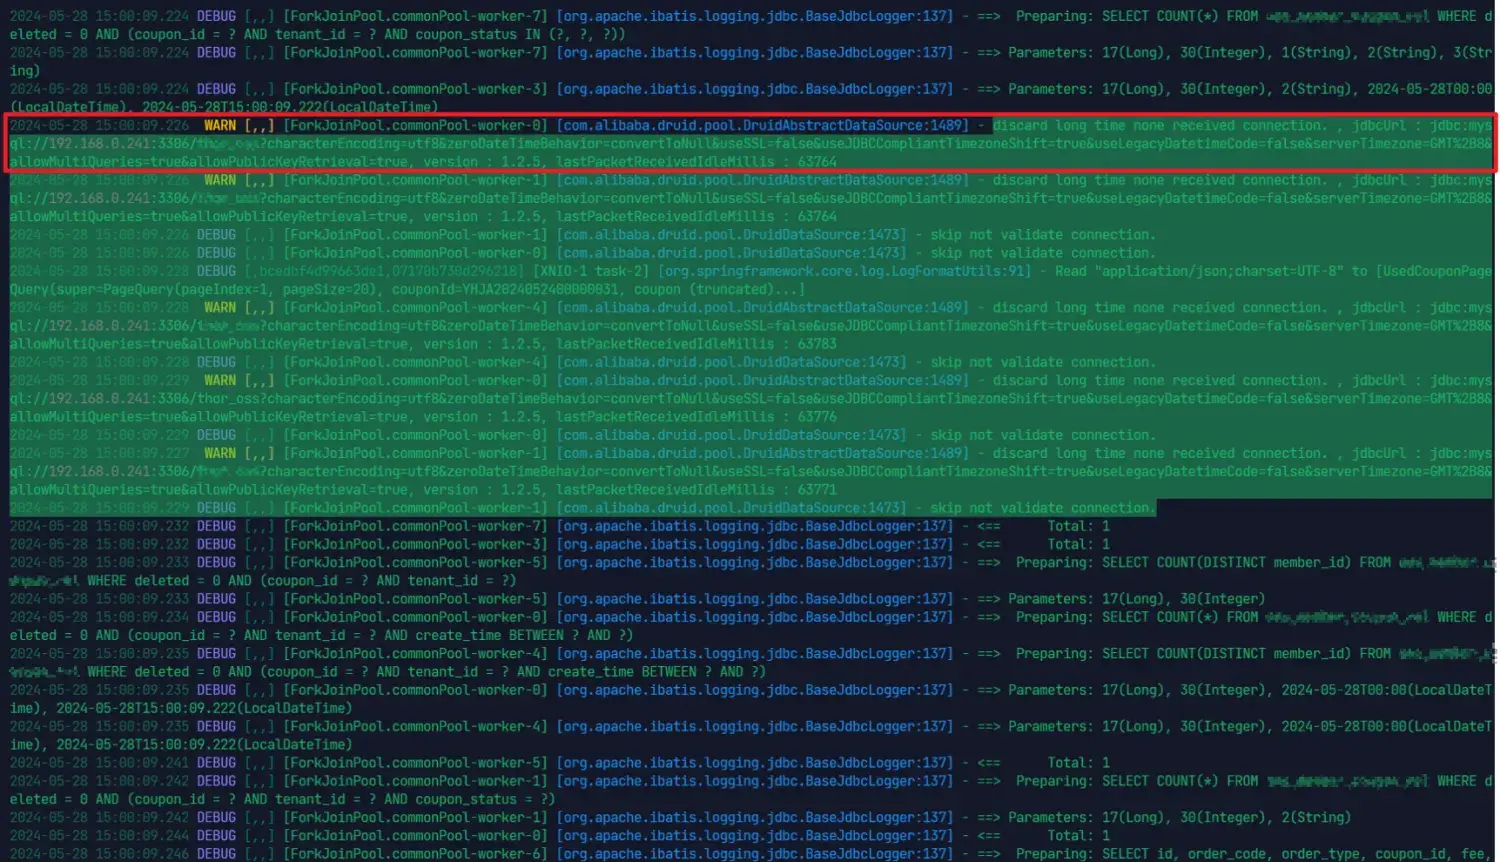 2024-05-28 15:00:09.224 DEBUG [,,] [ForkJoinPool.commonPool-worker-7] [org.apache.ibatis.logging.jdbc.BaseJdbcLogger:137] - ==>  Preparing: SELECT COUNT(*) FROM WHERE d
eleted = 0 AND (coupon_id = ? AND tenant_id = ? AND coupon_status IN (?, ?, ?))
2024-05-28 15:00:09.224 DEBUG [,,] [ForkJoinPool.commonPool-worker-7] [org.apache.ibatis.logging.jdbc.BaseJdbcLogger:137] - ==> Parameters: 17(Long), 30(Integer), 1(String), 2(String), 3(Str
ing)
2024-05-28 15:00:09.224 DEBUG [,,] [ForkJoinPool.commonPool-worker-3] [org.apache.ibatis.logging.jdbc.BaseJdbcLogger:137] - ==> Parameters: 17(Long), 30(Integer), 2(String), 2024-05-28T00:00
(LocalDateTime), 2024-05-28T15:00:09.222(LocalDateTime)
2024-05-28 15:00:09.226  WARN [,,] [ForkJoinPool.commonPool-worker-0] [com.alibaba.druid.pool.DruidAbstractDataSource:1489] - discard long time none received connection. , jdbcUrl : jdbc:mys
ql://192.168.0.241:3306/?characterEncoding=utf8&zeroDateTimeBehavior=convertToNull&useSSL=false&useJDBCCompliantTimezoneShift=true&useLegacyDatetimeCode=false&serverTimezone=GMT%2B8&
allowMultiQueries=true&allowPublicKeyRetrieval=true, version : 1.2.5, lastPacketReceivedIdleMillis : 63764
2024-05-28 15:00:09.226  WARN [,,] [ForkJoinPool.commonPool-worker-1] [com.alibaba.druid.pool.DruidAbstractDataSource:1489] - discard long time none received connection. , jdbcUrl : jdbc:mys
ql://192.168.0.241:3306/?characterEncoding=utf8&zeroDateTimeBehavior=convertToNull&useSSL=false&useJDBCCompliantTimezoneShift=true&useLegacyDatetimeCode=false&serverTimezone=GMT%2B8&
allowMultiQueries=true&allowPublicKeyRetrieval=true, version : 1.2.5, lastPacketReceivedIdleMillis : 63764
2024-05-28 15:00:09.226 DEBUG [,,] [ForkJoinPool.commonPool-worker-1] [com.alibaba.druid.pool.DruidDataSource:1473] - skip not validate connection.
2024-05-28 15:00:09.226 DEBUG [,,] [ForkJoinPool.commonPool-worker-0] [com.alibaba.druid.pool.DruidDataSource:1473] - skip not validate connection.
2024-05-28 15:00:09.228 DEBUG [,bcedbf4d99663de1,07170b730d296218] [XNIO-1 task-2] [org.springframework.core.log.LogFormatUtils:91] - Read "application/json;charset=UTF-8" to [UsedCouponPage
Query(super=PageQuery(pageIndex=1, pageSize=20), couponId=YHJA2024052400000031, coupon (truncated)...]
2024-05-28 15:00:09.228  WARN [,,] [ForkJoinPool.commonPool-worker-4] [com.alibaba.druid.pool.DruidAbstractDataSource:1489] - discard long time none received connection. , jdbcUrl : jdbc:mys
ql://192.168.0.241:3306/?characterEncoding=utf8&zeroDateTimeBehavior=convertToNull&useSSL=false&useJDBCCompliantTimezoneShift=true&useLegacyDatetimeCode=false&serverTimezone=GMT%2B8&
allowMultiQueries=true&allowPublicKeyRetrieval=true, version : 1.2.5, lastPacketReceivedIdleMillis : 63783
2024-05-28 15:00:09.228 DEBUG [,,] [ForkJoinPool.commonPool-worker-4] [com.alibaba.druid.pool.DruidDataSource:1473] - skip not validate connection.
2024-05-28 15:00:09.229  WARN [,,] [ForkJoinPool.commonPool-worker-0] [com.alibaba.druid.pool.DruidAbstractDataSource:1489] - discard long time none received connection. , jdbcUrl : jdbc:mys
ql://192.168.0.241:3306/thor_oss?characterEncoding=utf8&zeroDateTimeBehavior=convertToNull&useSSL=false&useJDBCCompliantTimezoneShift=true&useLegacyDatetimeCode=false&serverTimezone=GMT%2B8&
allowMultiQueries=true&allowPublicKeyRetrieval=true, version : 1.2.5, lastPacketReceivedIdleMillis : 63776
2024-05-28 15:00:09.229 DEBUG [,,] [ForkJoinPool.commonPool-worker-0] [com.alibaba.druid.pool.DruidDataSource:1473] - skip not validate connection.
2024-05-28 15:00:09.229  WARN [,,] [ForkJoinPool.commonPool-worker-1] [com.alibaba.druid.pool.DruidAbstractDataSource:1489] - discard long time none received connection. , jdbcUrl : jdbc:mys
ql://192.168.0.241:3306/?characterEncoding=utf8&zeroDateTimeBehavior=convertToNull&useSSL=false&useJDBCCompliantTimezoneShift=true&useLegacyDatetimeCode=false&serverTimezone=GMT%2B8&
allowMultiQueries=true&allowPublicKeyRetrieval=true, version : 1.2.5, lastPacketReceivedIdleMillis : 63771
2024-05-28 15:00:09.229 DEBUG [,,] [ForkJoinPool.commonPool-worker-1] [com.alibaba.druid.pool.DruidDataSource:1473] - skip not validate connection.
2024-05-28 15:00:09.232 DEBUG [,,] [ForkJoinPool.commonPool-worker-7] [org.apache.ibatis.logging.jdbc.BaseJdbcLogger:137] - <==      Total: 1
2024-05-28 15:00:09.232 DEBUG [,,] [ForkJoinPool.commonPool-worker-3] [org.apache.ibatis.logging.jdbc.BaseJdbcLogger:137] - <==      Total: 1
2024-05-28 15:00:09.233 DEBUG [,,] [ForkJoinPool.commonPool-worker-5] [org.apache.ibatis.logging.jdbc.BaseJdbcLogger:137] - ==>  Preparing: SELECT COUNT(DISTINCT member_id) FROM
WHERE deleted = 0 AND (coupon_id = ? AND tenant_id = ?)
2024-05-28 15:00:09.233 DEBUG [,,] [ForkJoinPool.commonPool-worker-5] [org.apache.ibatis.logging.jdbc.BaseJdbcLogger:137] - ==> Parameters: 17(Long), 30(Integer)
2024-05-28 15:00:09.234 DEBUG [,,] [ForkJoinPool.commonPool-worker-0] [org.apache.ibatis.logging.jdbc.BaseJdbcLogger:137] - ==>  Preparing: SELECT COUNT(*) FROM WHERE d
eleted = 0 AND (coupon_id = ? AND tenant_id = ? AND create_time BETWEEN ? AND ?)
2024-05-28 15:00:09.235 DEBUG [,,] [ForkJoinPool.commonPool-worker-4] [org.apache.ibatis.logging.jdbc.BaseJdbcLogger:137] - ==>  Preparing: SELECT COUNT(DISTINCT member_id) FROM
WHERE deleted = 0 AND (coupon_id = ? AND tenant_id = ? AND create_time BETWEEN ? AND ?)
2024-05-28 15:00:09.235 DEBUG [,,] [ForkJoinPool.commonPool-worker-0] [org.apache.ibatis.logging.jdbc.BaseJdbcLogger:137] - ==> Parameters: 17(Long), 30(Integer), 2024-05-28T00:00(LocalDateT
ime), 2024-05-28T15:00:09.222(LocalDateTime)
2024-05-28 15:00:09.235 DEBUG [,,] [ForkJoinPool.commonPool-worker-4] [org.apache.ibatis.logging.jdbc.BaseJdbcLogger:137] - ==> Parameters: 17(Long), 30(Integer), 2024-05-28T00:00(LocalDateT
ime), 2024-05-28T15:00:09.222(LocalDateTime)
2024-05-28 15:00:09.241 DEBUG [,,] [ForkJoinPool.commonPool-worker-5] [org.apache.ibatis.logging.jdbc.BaseJdbcLogger:137] - <==      Total: 1
2024-05-28 15:00:09.242 DEBUG [,,] [ForkJoinPool.commonPool-worker-1] [org.apache.ibatis.logging.jdbc.BaseJdbcLogger:137] - ==>  Preparing: SELECT COUNT(*) FROM WHERE d
eleted = 0 AND (coupon_id = ? AND tenant_id = ? AND coupon_status = ?)
2024-05-28 15:00:09.242 DEBUG [,,] [ForkJoinPool.commonPool-worker-1] [org.apache.ibatis.logging.jdbc.BaseJdbcLogger:137] - ==> Parameters: 17(Long), 30(Integer), 2(String)
2024-05-28 15:00:09.244 DEBUG [,,] [ForkJoinPool.commonPool-worker-0] [org.apache.ibatis.logging.jdbc.BaseJdbcLogger:137] - <==      Total: 1
2024-05-28 15:00:09.246 DEBUG [,,] [ForkJoinPool.commonPool-worker-6] [org.apache.ibatis.logging.jdbc.BaseJdbcLogger:137] - ==>  Preparing: SELECT id, order_code, order_type, coupon_id, fee,